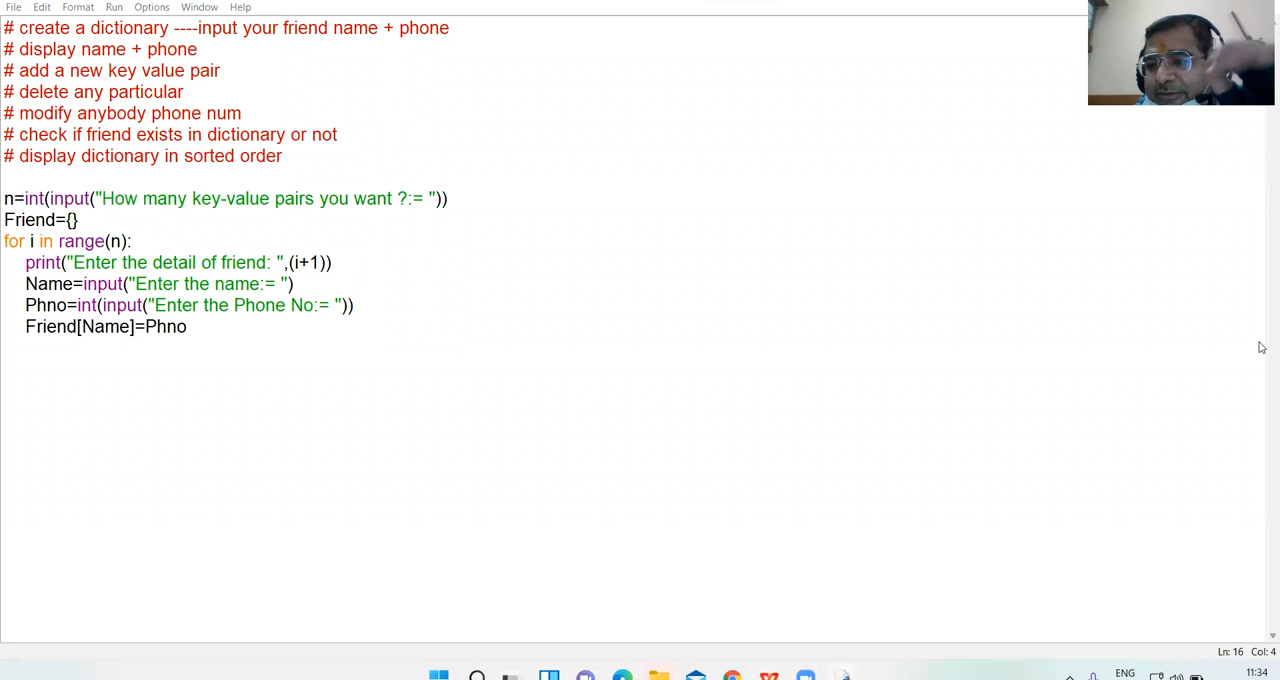 File Edit Format Run Options Window Help
# create a dictionary ----input your friend name + phone
# display name + phone
# add a new key value pair
# delete any particular
# modify anybody phone num
# check if friend exists in dictionary or not
# display dictionary in sorted order
n=int(input("How many key-value pairs you want ?:= "))
Friend={}
for i in range(n):
    print("Enter the detail of friend: ",(i+1))
    Name=input("Enter the name:= ")
    Phno=int(input("Enter the Phone No:= "))
    Friend[Name]=Phno
Ln: 16 Col: 4
ENG
11:34